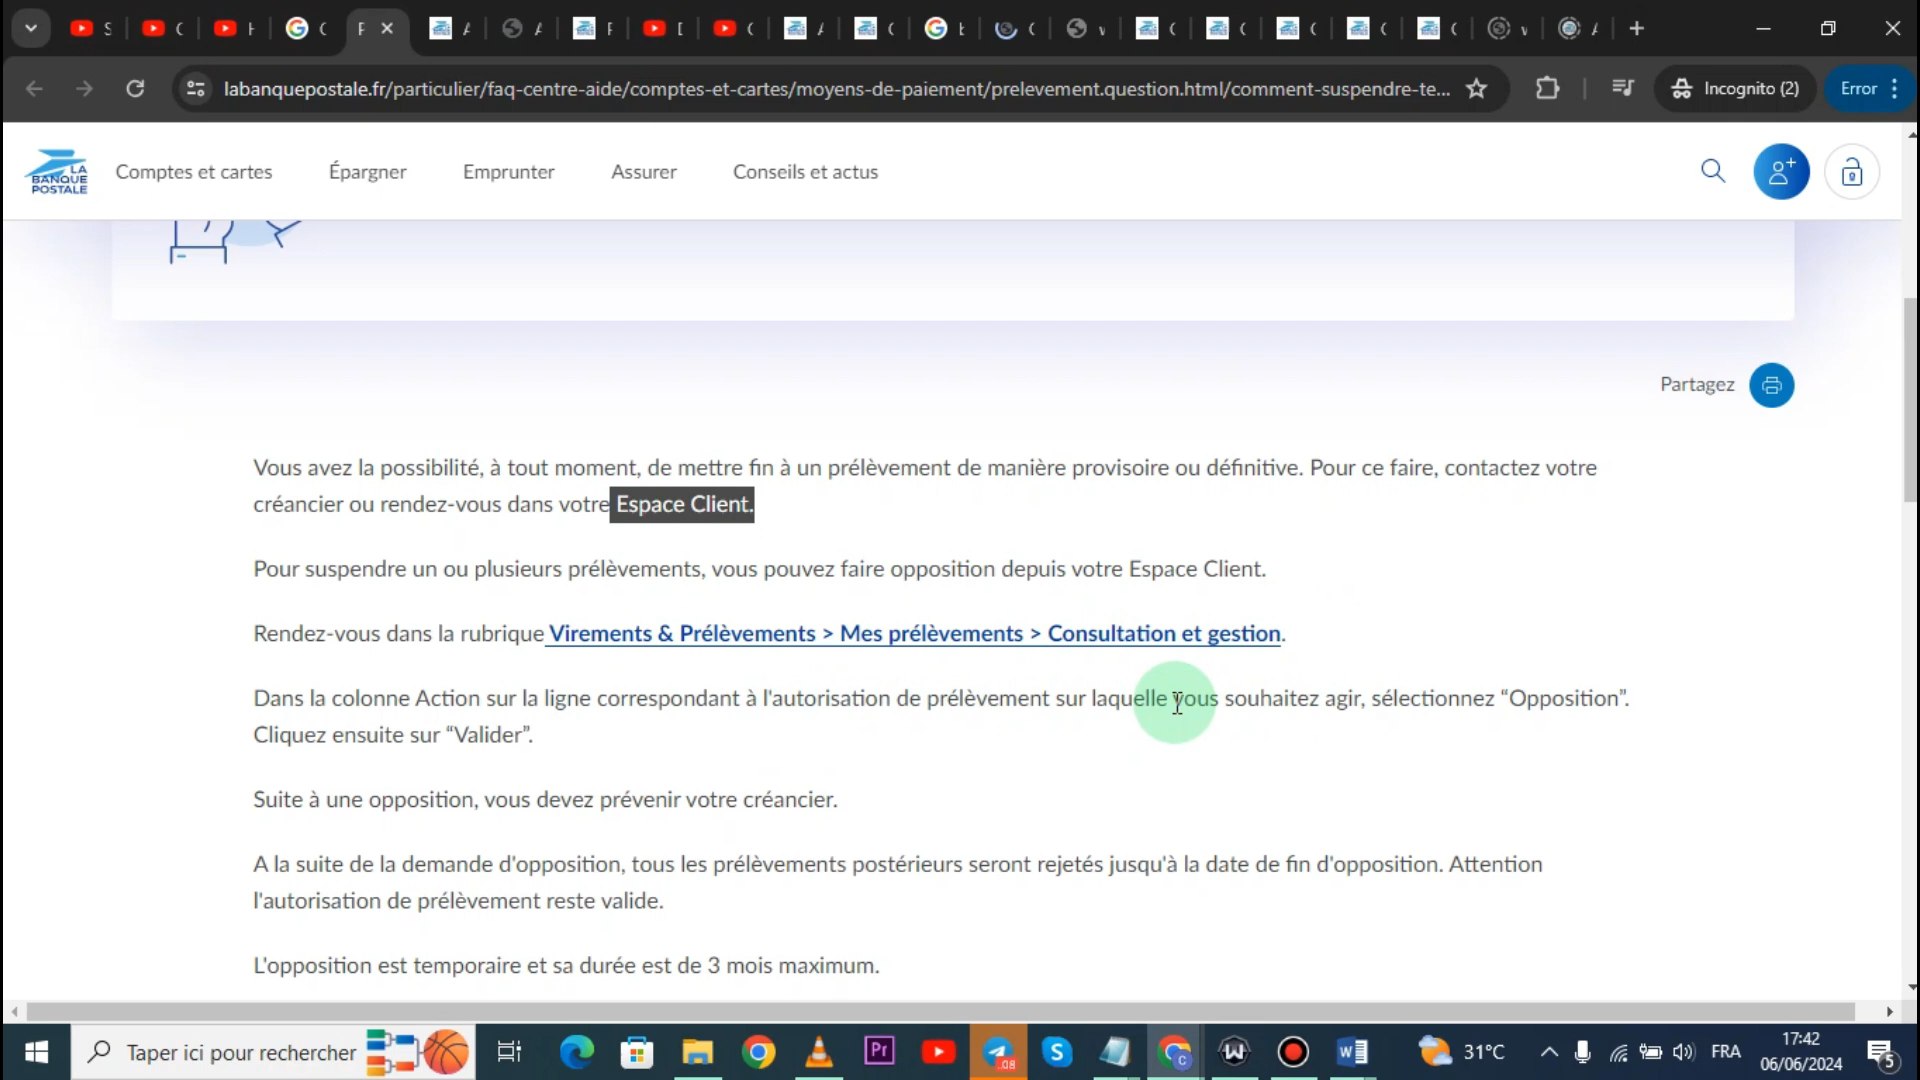 labanquepostale.fr/particulier/faq-centre-aide/comptes-et-cartes/moyens-de-paiement/prelevement.question.html/comment-suspendre-te...
Incognito (2)
Error
LA
BANQUE
POSTALE
Comptes et cartes
Épargner
Emprunter
Assurer
Conseils et actus
Partagez
Vous avez la possibilité, à tout moment, de mettre fin à un prélèvement de manière provisoire ou définitive. Pour ce faire, contactez votre
créancier ou rendez-vous dans votre Espace Client.
Pour suspendre un ou plusieurs prélèvements, vous pouvez faire opposition depuis votre Espace Client.
Rendez-vous dans la rubrique Virements & Prélèvements > Mes prélèvements > Consultation et gestion.
Dans la colonne Action sur la ligne correspondant à l'autorisation de prélèvement sur laquelle vous souhaitez agir, sélectionnez “Opposition”.
Cliquez ensuite sur “Valider”.
Suite à une opposition, vous devez prévenir votre créancier.
A la suite de la demande d'opposition, tous les prélèvements postérieurs seront rejetés jusqu'à la date de fin d'opposition. Attention
l'autorisation de prélèvement reste valide.
L'opposition est temporaire et sa durée est de 3 mois maximum.
Taper ici pour rechercher
Pr
31°C
FRA
17:42
06/06/2024
5